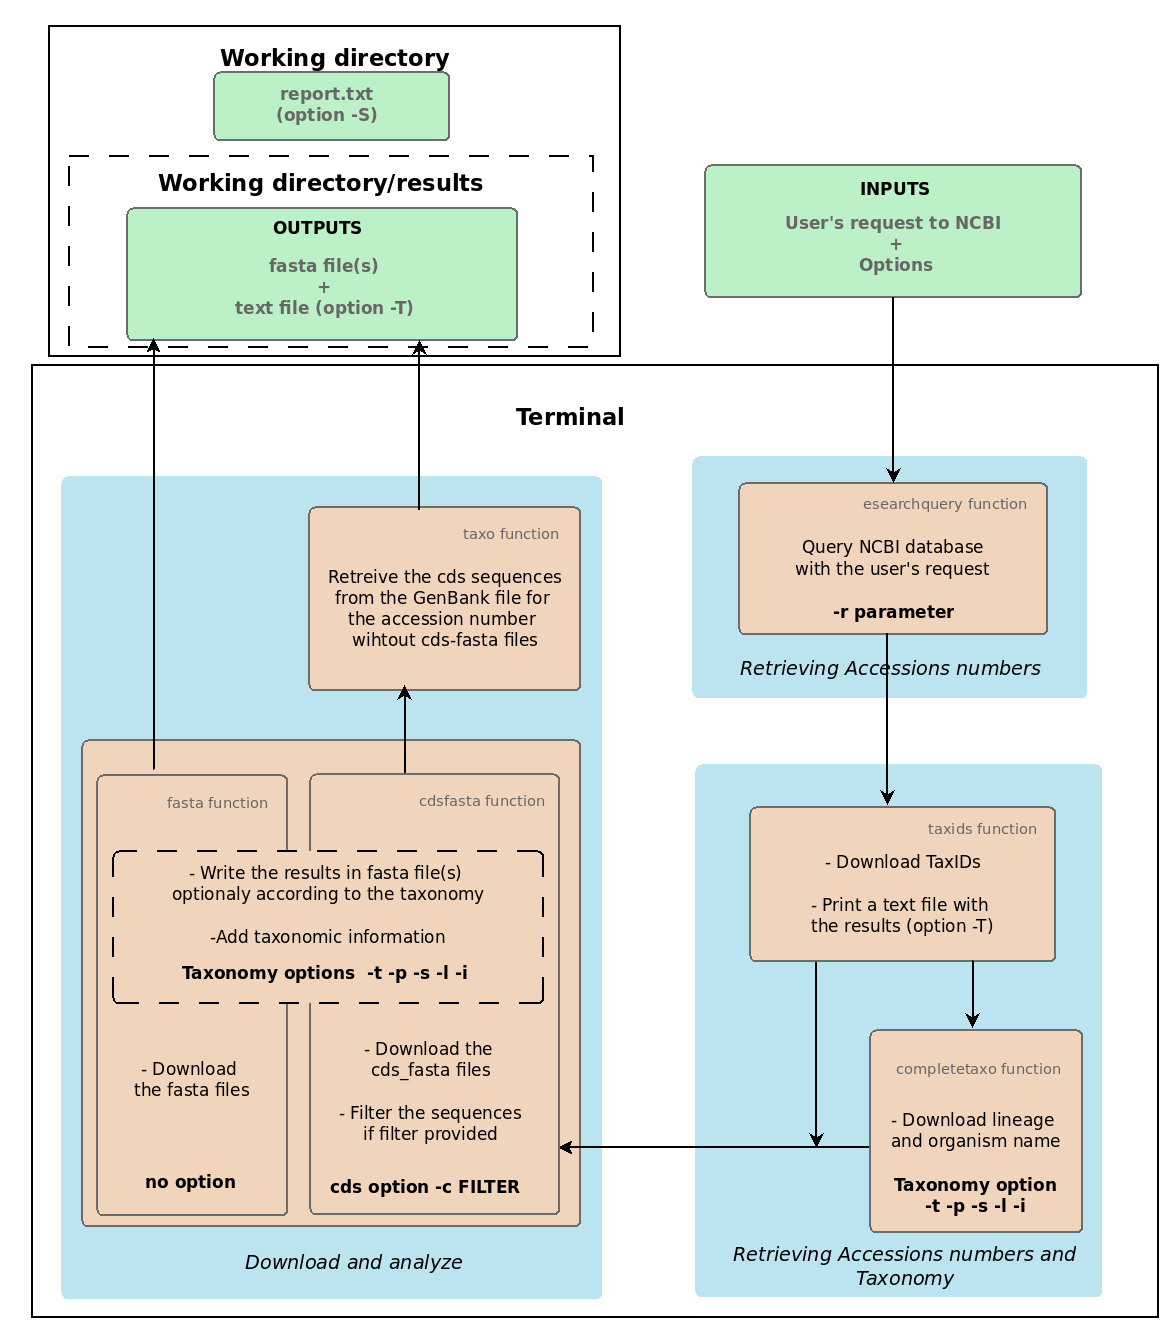 Working directory
report.txt
(option -S)
Working directory/results
OUTPUTS
fasta file(s)
+
text file (option -T)
INPUTS
User's request to NCBI
+
Options
Terminal
esearchquery function
Query NCBI database
with the user's request
-r parameter
Retrieving Accessions numbers
taxids function
- Download TaxIDs
- Print a text file with
the results (option -T)
completetaxo function
- Download lineage
and organism name
Taxonomy option
-t -p -s -l -i
Retrieving Accessions numbers and
Taxonomy
taxo function
Retreive the cds sequences
from the GenBank file for
the accession number
wihtout cds-fasta files
fasta function
cdsfasta function
- Write the results in fasta file(s)
optionaly according to the taxonomy
-Add taxonomic information
Taxonomy options  -t -p -s -l -i
- Download
the fasta files
no option
- Download the
cds_fasta files
- Filter the sequences
if filter provided
cds option -c FILTER
Download and analyze